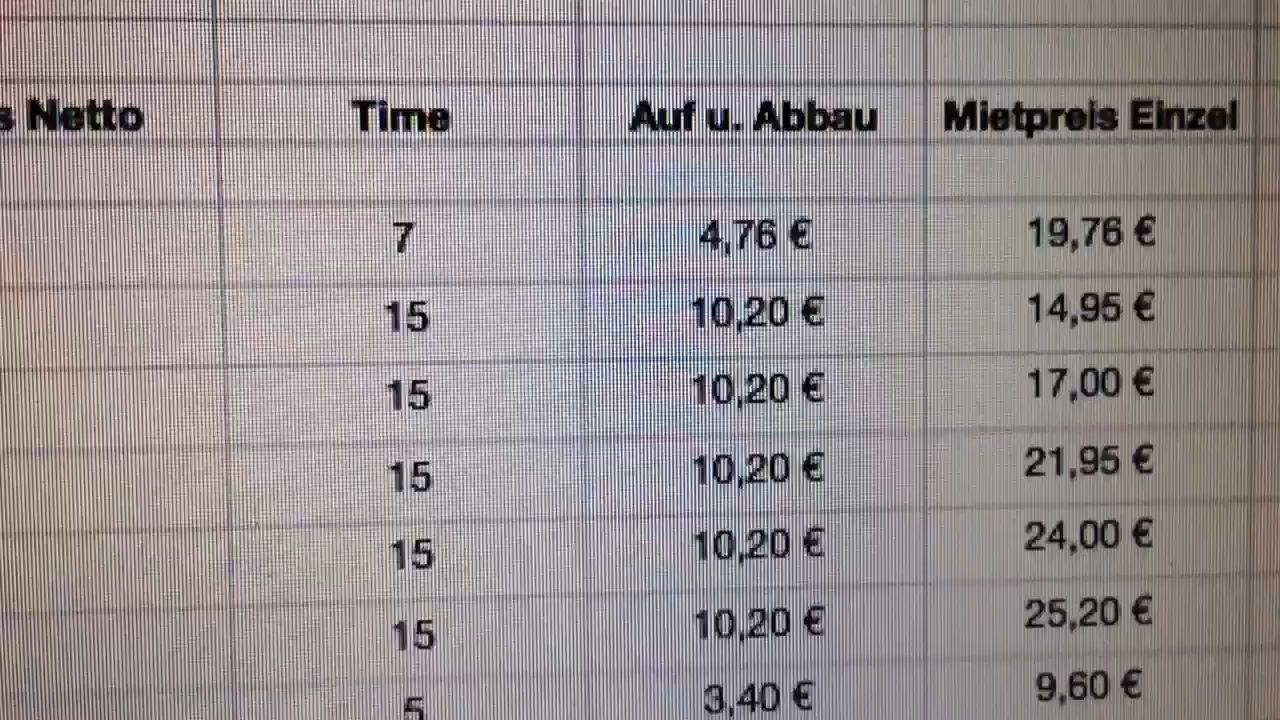 s Netto Time Auf u. Abbau Mietpreis Einzel
7 4,76 € 19,76 €
15 10,20 € 14,95 €
15 10,20 € 17,00 €
15 10,20 € 21,95 €
15 10,20 € 24,00 €
15 10,20 € 25,20 €
5 3,40 € 9,60 €